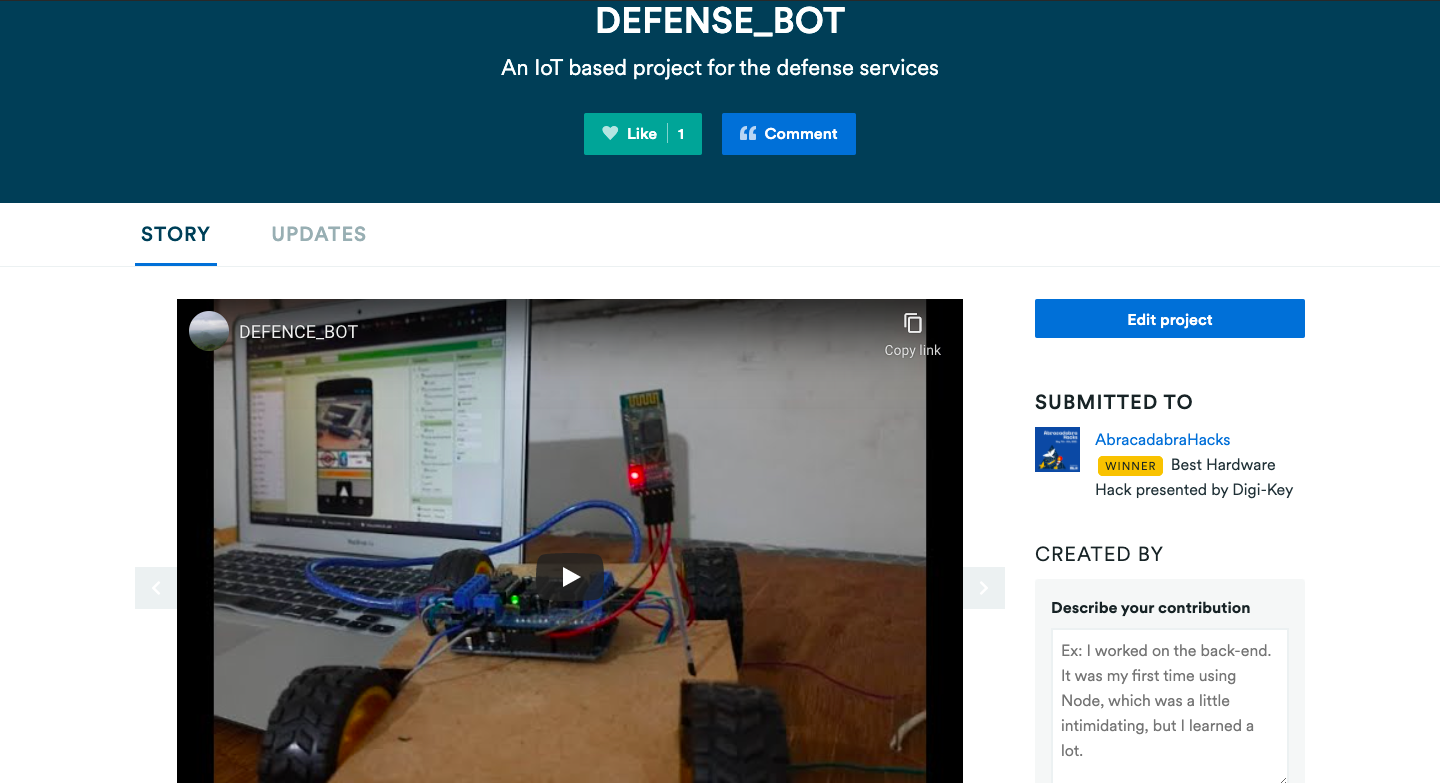 DEFENSE_BOT
An IoT based project for the defense services
Like 1
Comment
STORY
UPDATES
DEFENCE_BOT
Copy link
Edit project
SUBMITTED TO
Abracadabra
Hacks
AbracadabraHacks
WINNER Best Hardware
Hack presented by Digi-Key
CREATED BY
Describe your contribution
Ex: I worked on the back-end.
It was my first time using
Node, which was a little
intimidating, but I learned a
lot.